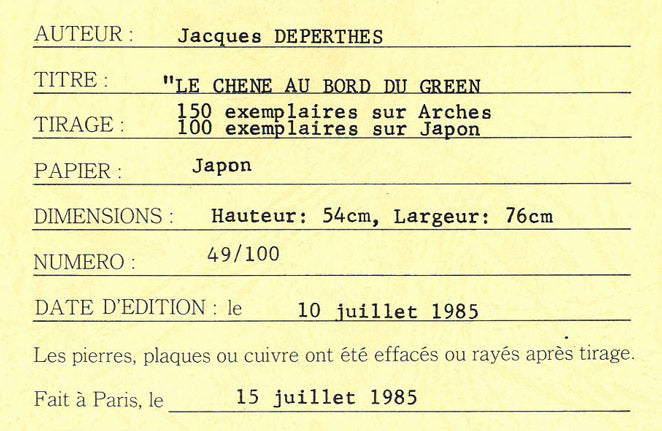 AUTEUR : Jacques DEPERTHES
TITRE : "LE CHENE AU BORD DU GREEN
150 exemplaires sur Arches
TIRAGE : 100 exemplaires sur Japon
PAPIER : Japon
DIMENSIONS : Hauteur: 54cm, Largeur: 76cm
NUMERO : 49/100
DATE D'EDITION : le 10 juillet 1985
Les pierres, plaques ou cuivre ont été effacés ou rayés après tirage.
Fait à Paris, le 15 juillet 1985